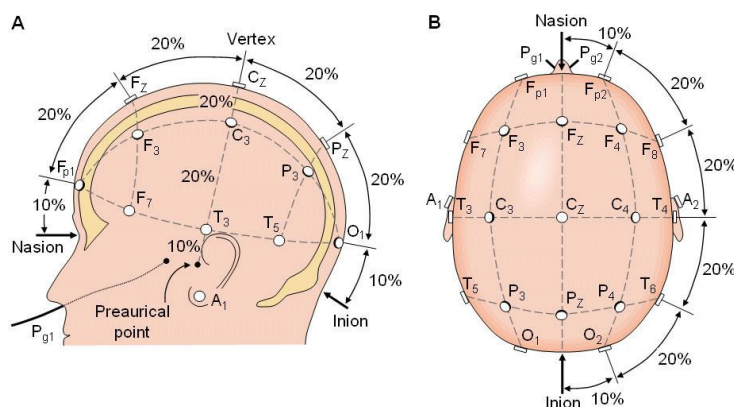 A
20%
Vertex
20%
FZ
CZ
20%
20%
20%
F3
C3
PZ
Fp1
P3
20%
20%
10%
F7
T3
T5
Nasion
O1
10%
10%
Preaurical
point
A1
Inion
Pg1
B
Nasion
10%
Pg1
Pg2
Fp1
Fp2
20%
F7
F3
FZ
F4
F8
20%
A1
T3
C3
CZ
C4
T4
A2
20%
T5
P3
PZ
P4
T6
O1
O2
20%
Inion
10%